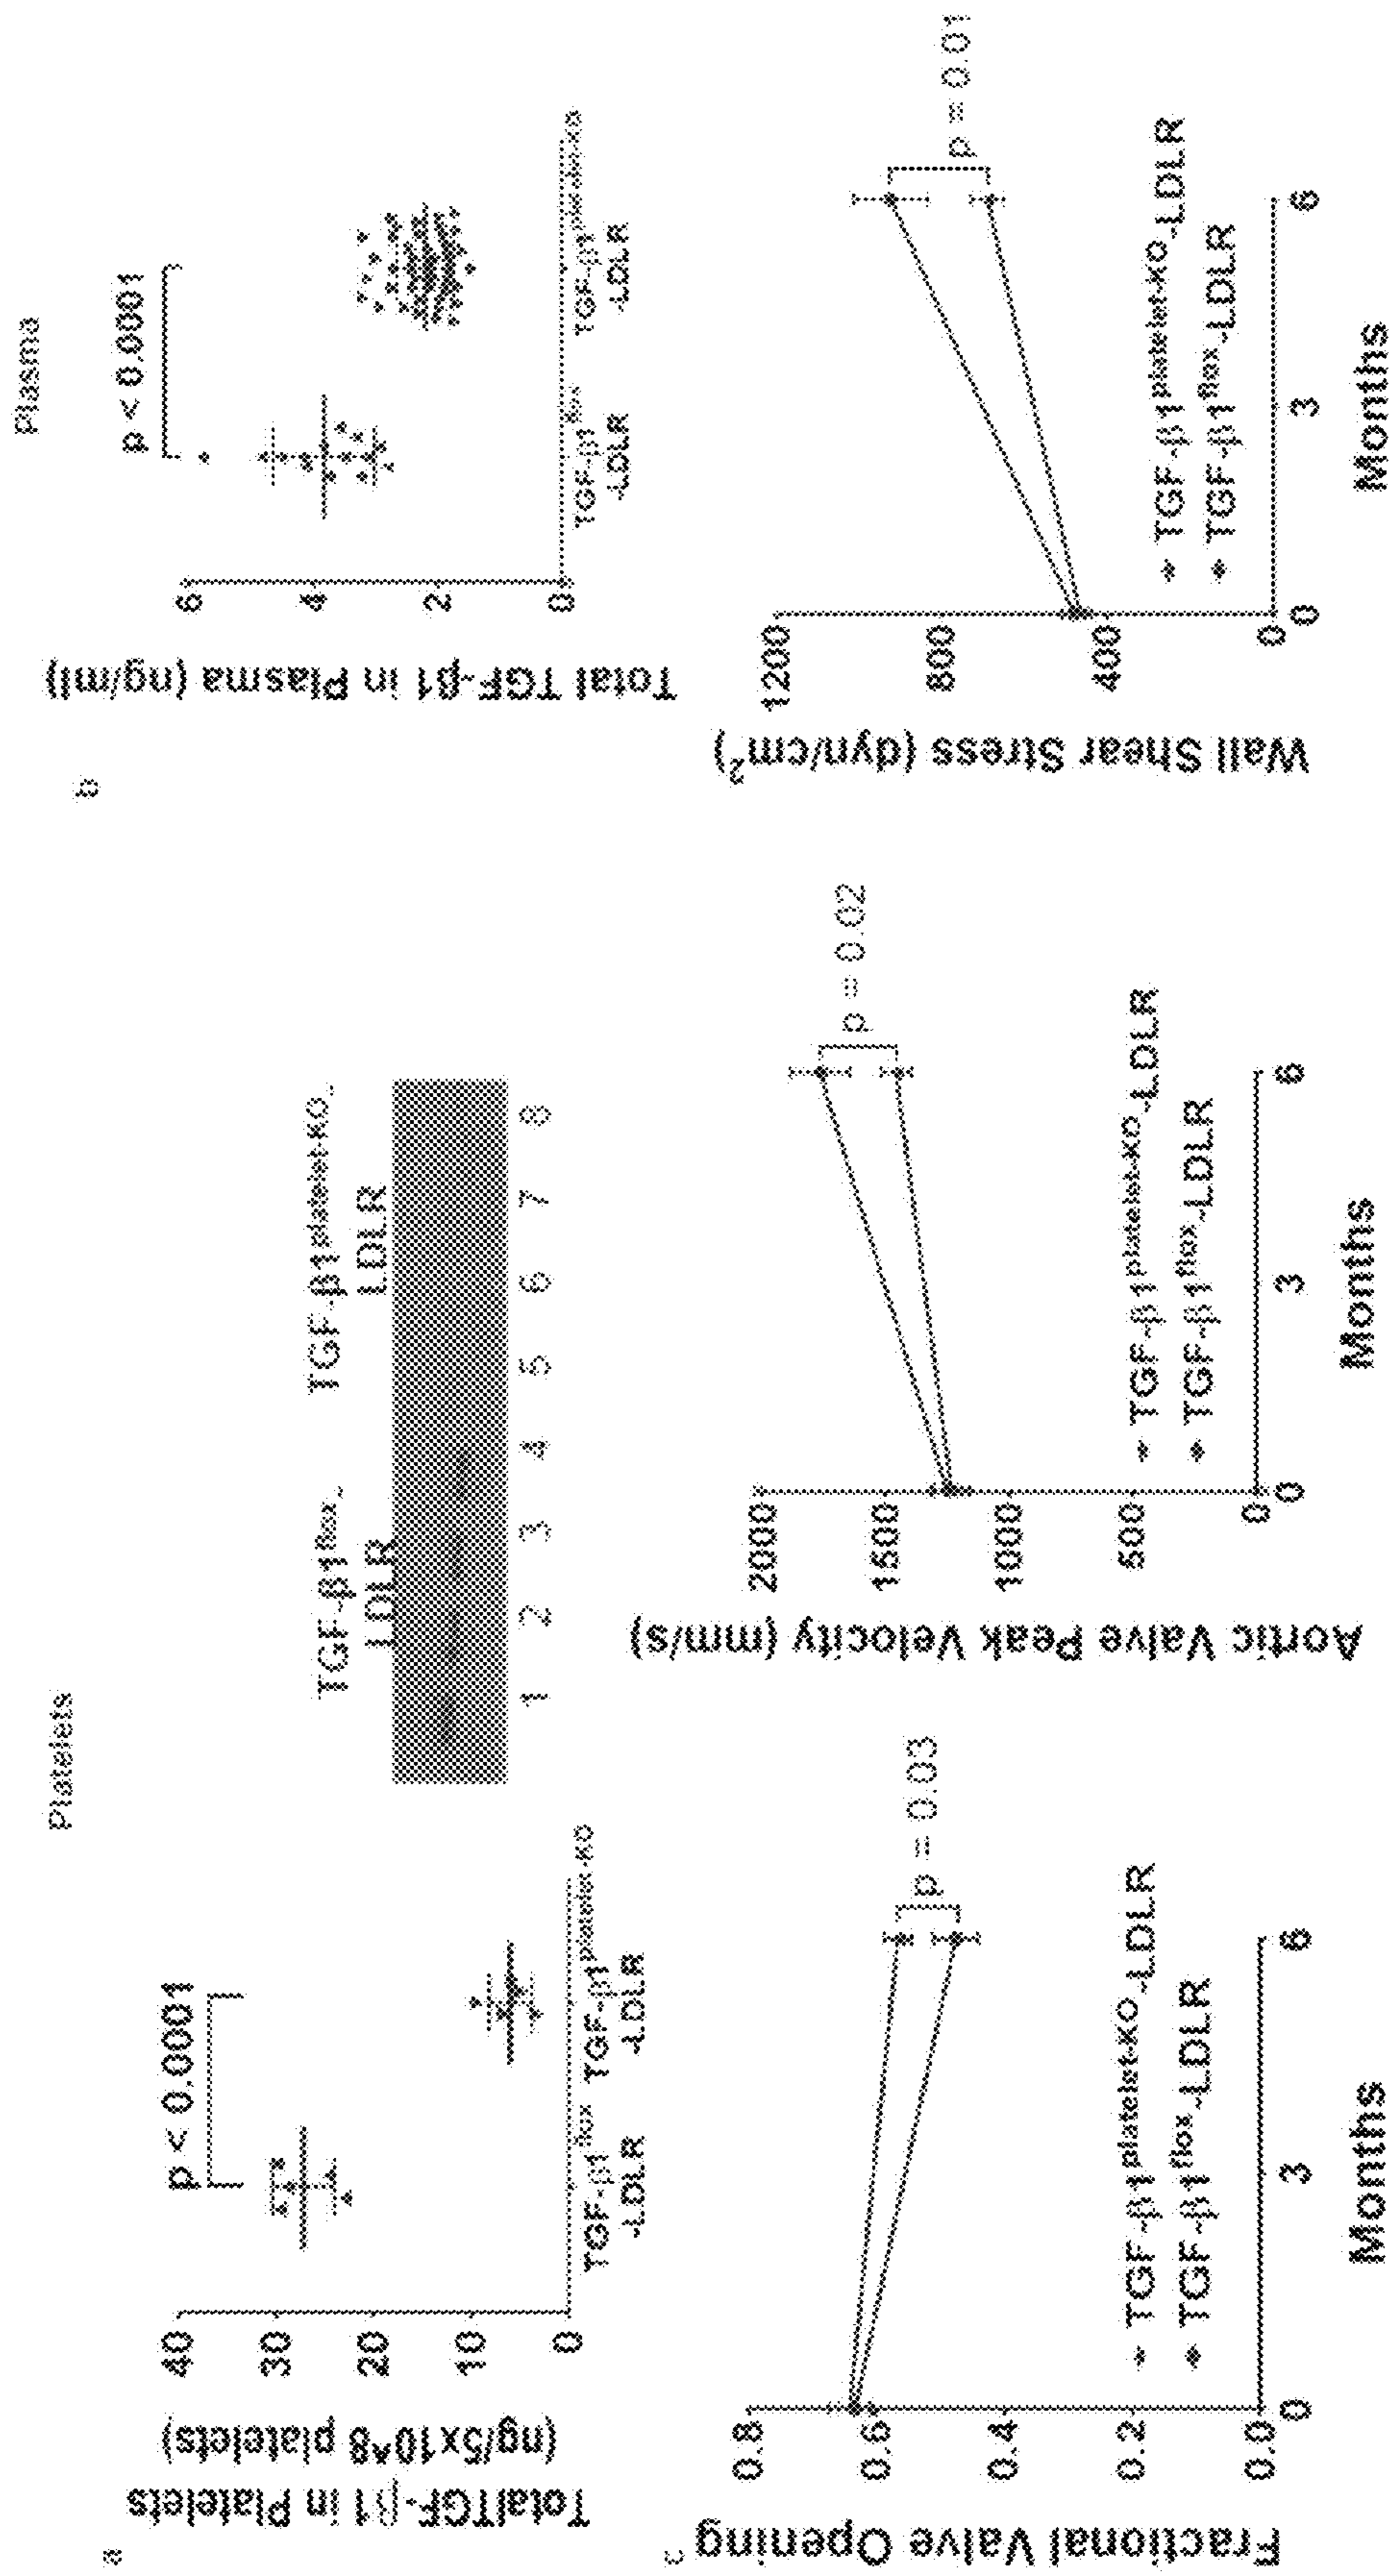 a
Platelets
TotalTGF-β1 in Platelets
(ng/5x10^8 platelets)
40
30
20
10
0
p < 0.0001
TGF-β1flox
-LDLR
TGF-β1platelet-KO
-LDLR
TGF-β1flox-
LDLR
TGF-β1platelet-KO-
LDLR
1 2 3 4 5 6 7 8
b
Plasma
Total TGF-β1 in Plasma (ng/ml)
6
4
2
0
p < 0.0001
TGF-β1flox
-LDLR
TGF-β1platelet-KO
-LDLR
c
Fractional Valve Opening
0.8
0.6
0.4
0.2
0.0
p = 0.03
TGF-β1platelet-KO-LDLR
TGF-β1flox-LDLR
0 3 6
Months
Aortic Valve Peak Velocity (mm/s)
2000
1500
1000
500
0
p = 0.02
TGF-β1platelet-KO-LDLR
TGF-β1flox-LDLR
0 3 6
Months
Wall Shear Stress (dyn/cm2)
1200
800
400
0
p = 0.01
TGF-β1platelet-KO-LDLR
TGF-β1flox-LDLR
0 3 6
Months